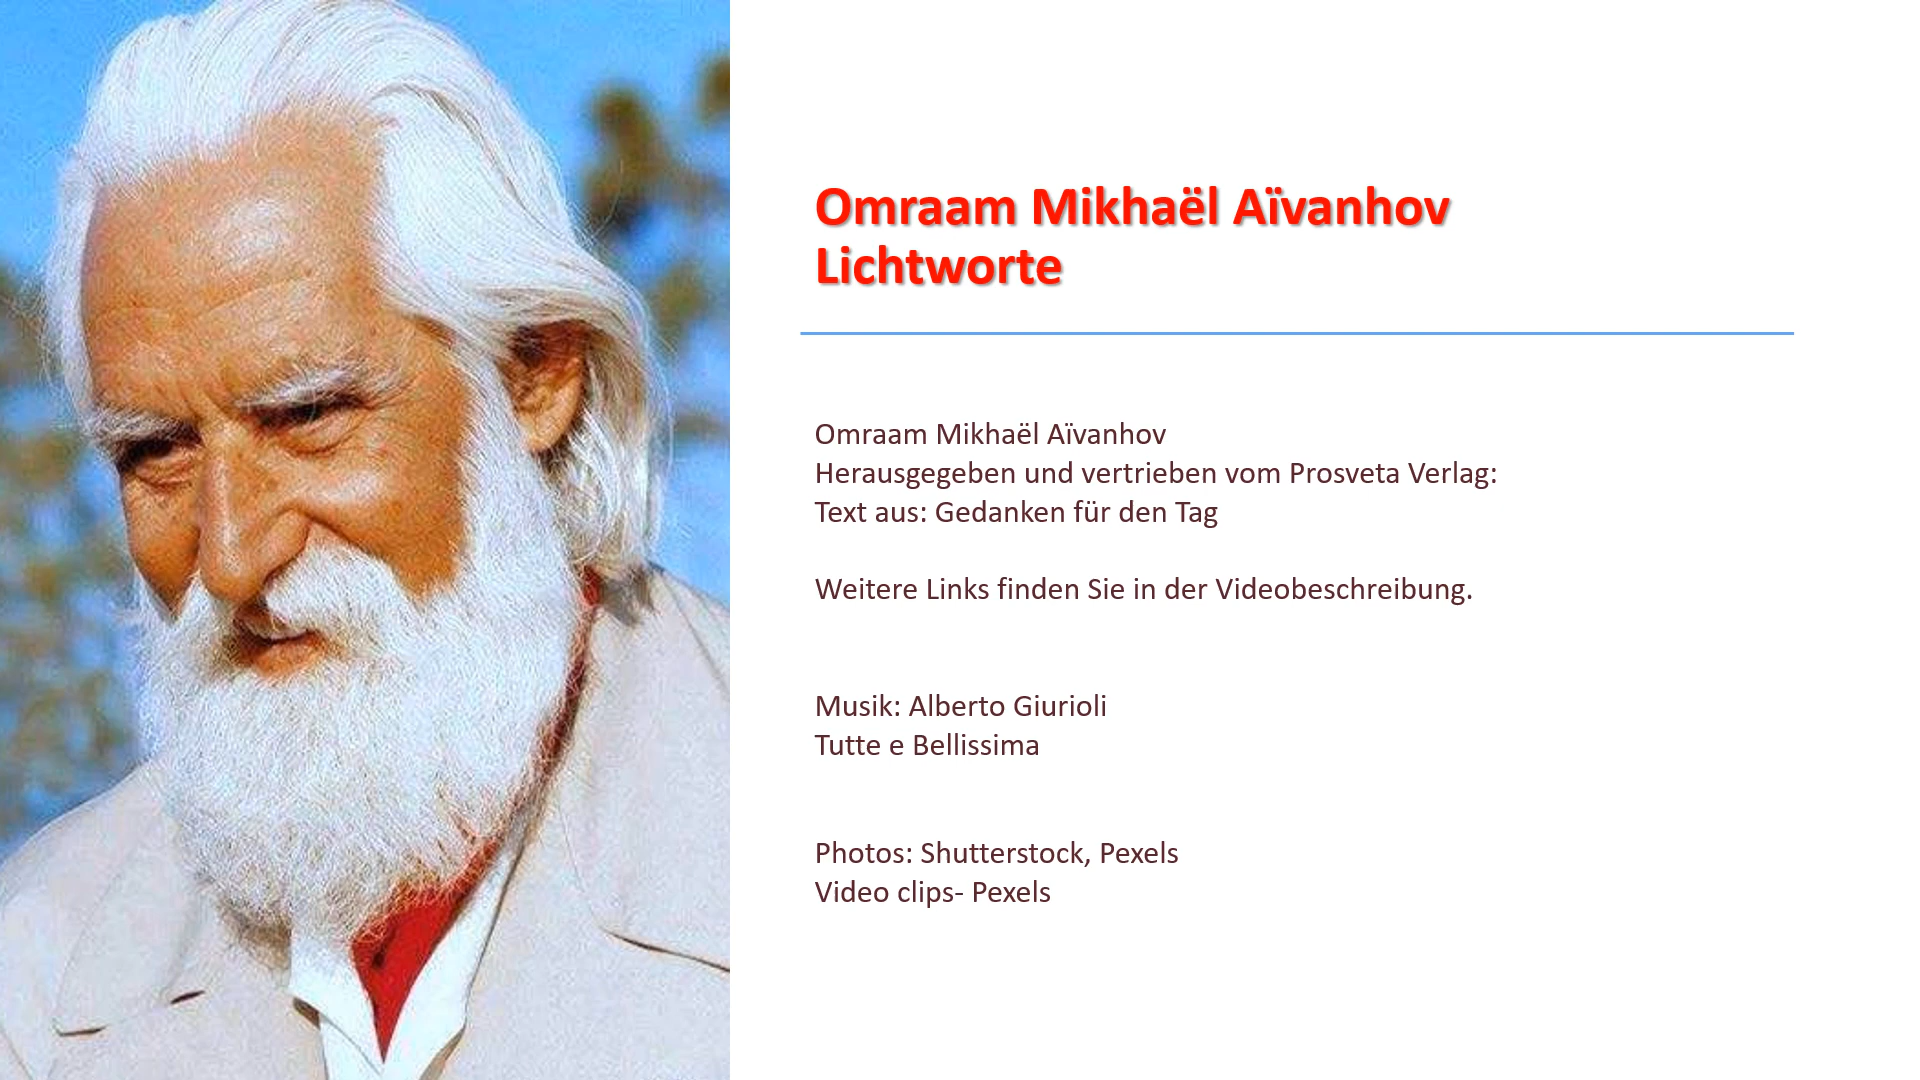 Omraam Mikhaël Aïvanhov
Lichtworte
Omraam Mikhaël Aïvanhov
Herausgegeben und vertrieben vom Prosveta Verlag:
Text aus: Gedanken für den Tag
Weitere Links finden Sie in der Videobeschreibung.
Musik: Alberto Giurioli
Tutte e Bellissima
Photos: Shutterstock, Pexels
Video clips- Pexels